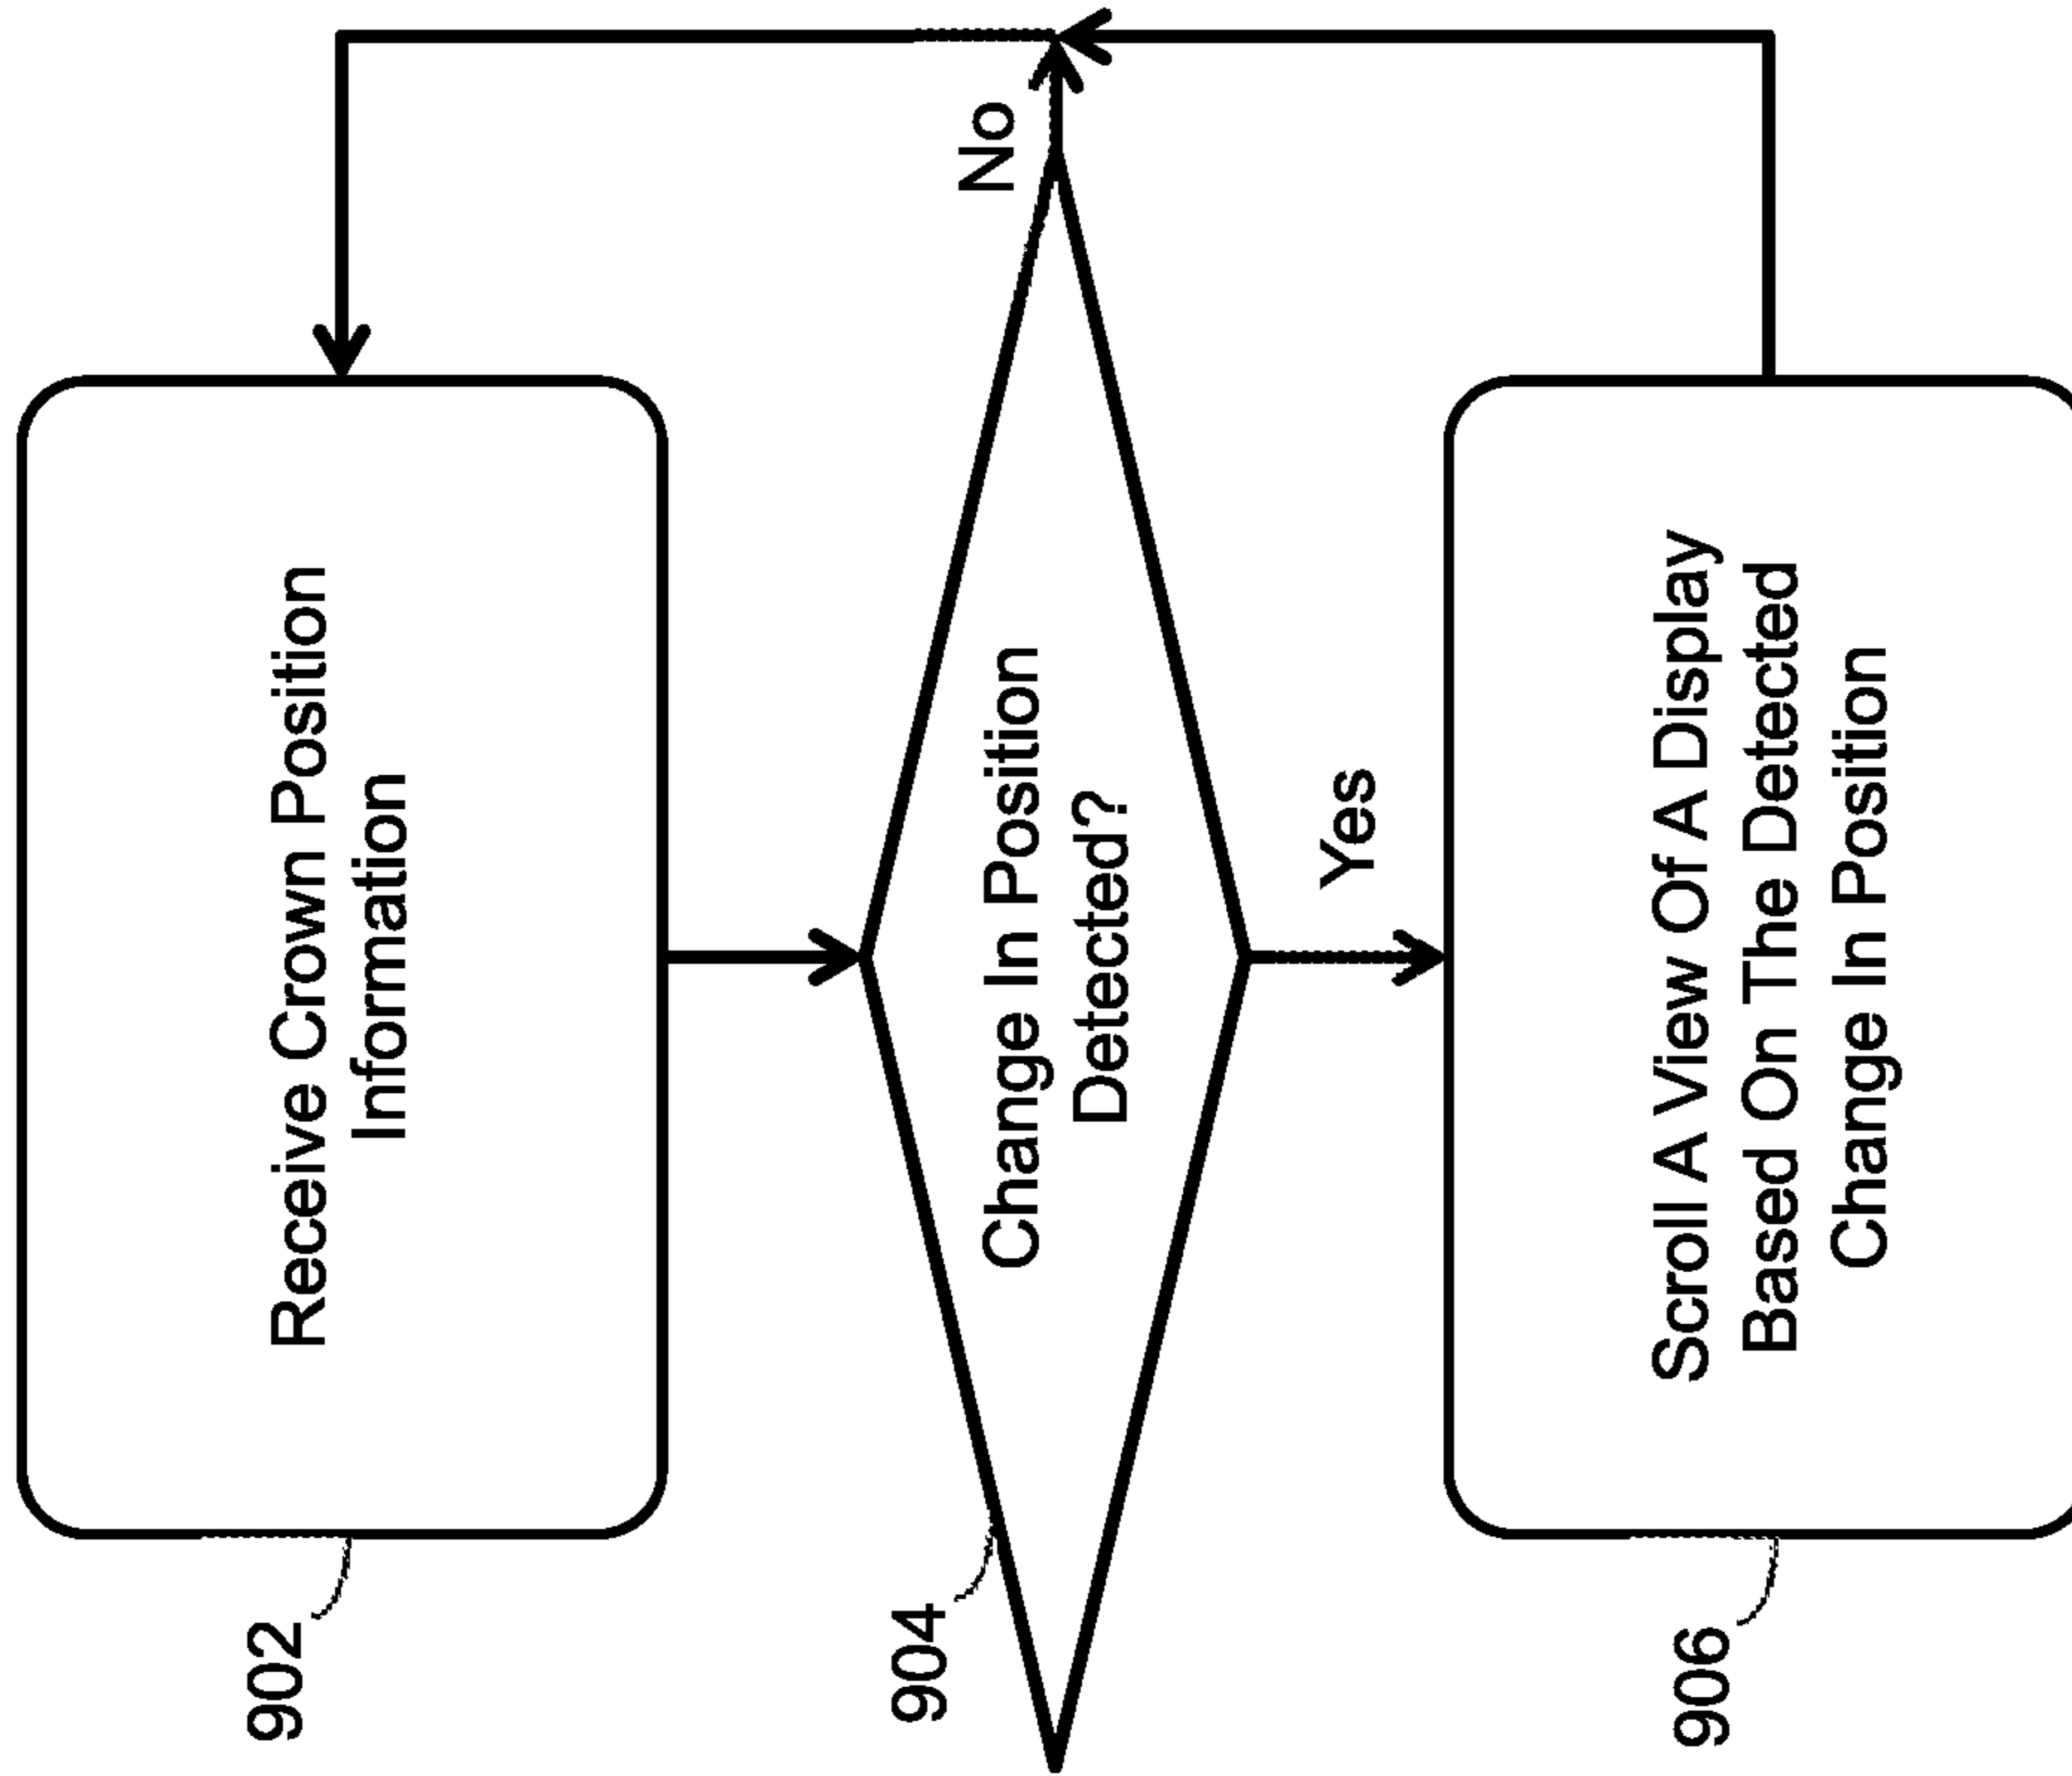 902
Receive Crown Position
Information
904
Change In Position
Detected?
No
Yes
906
Scroll A View Of A Display
Based On The Detected
Change In Position